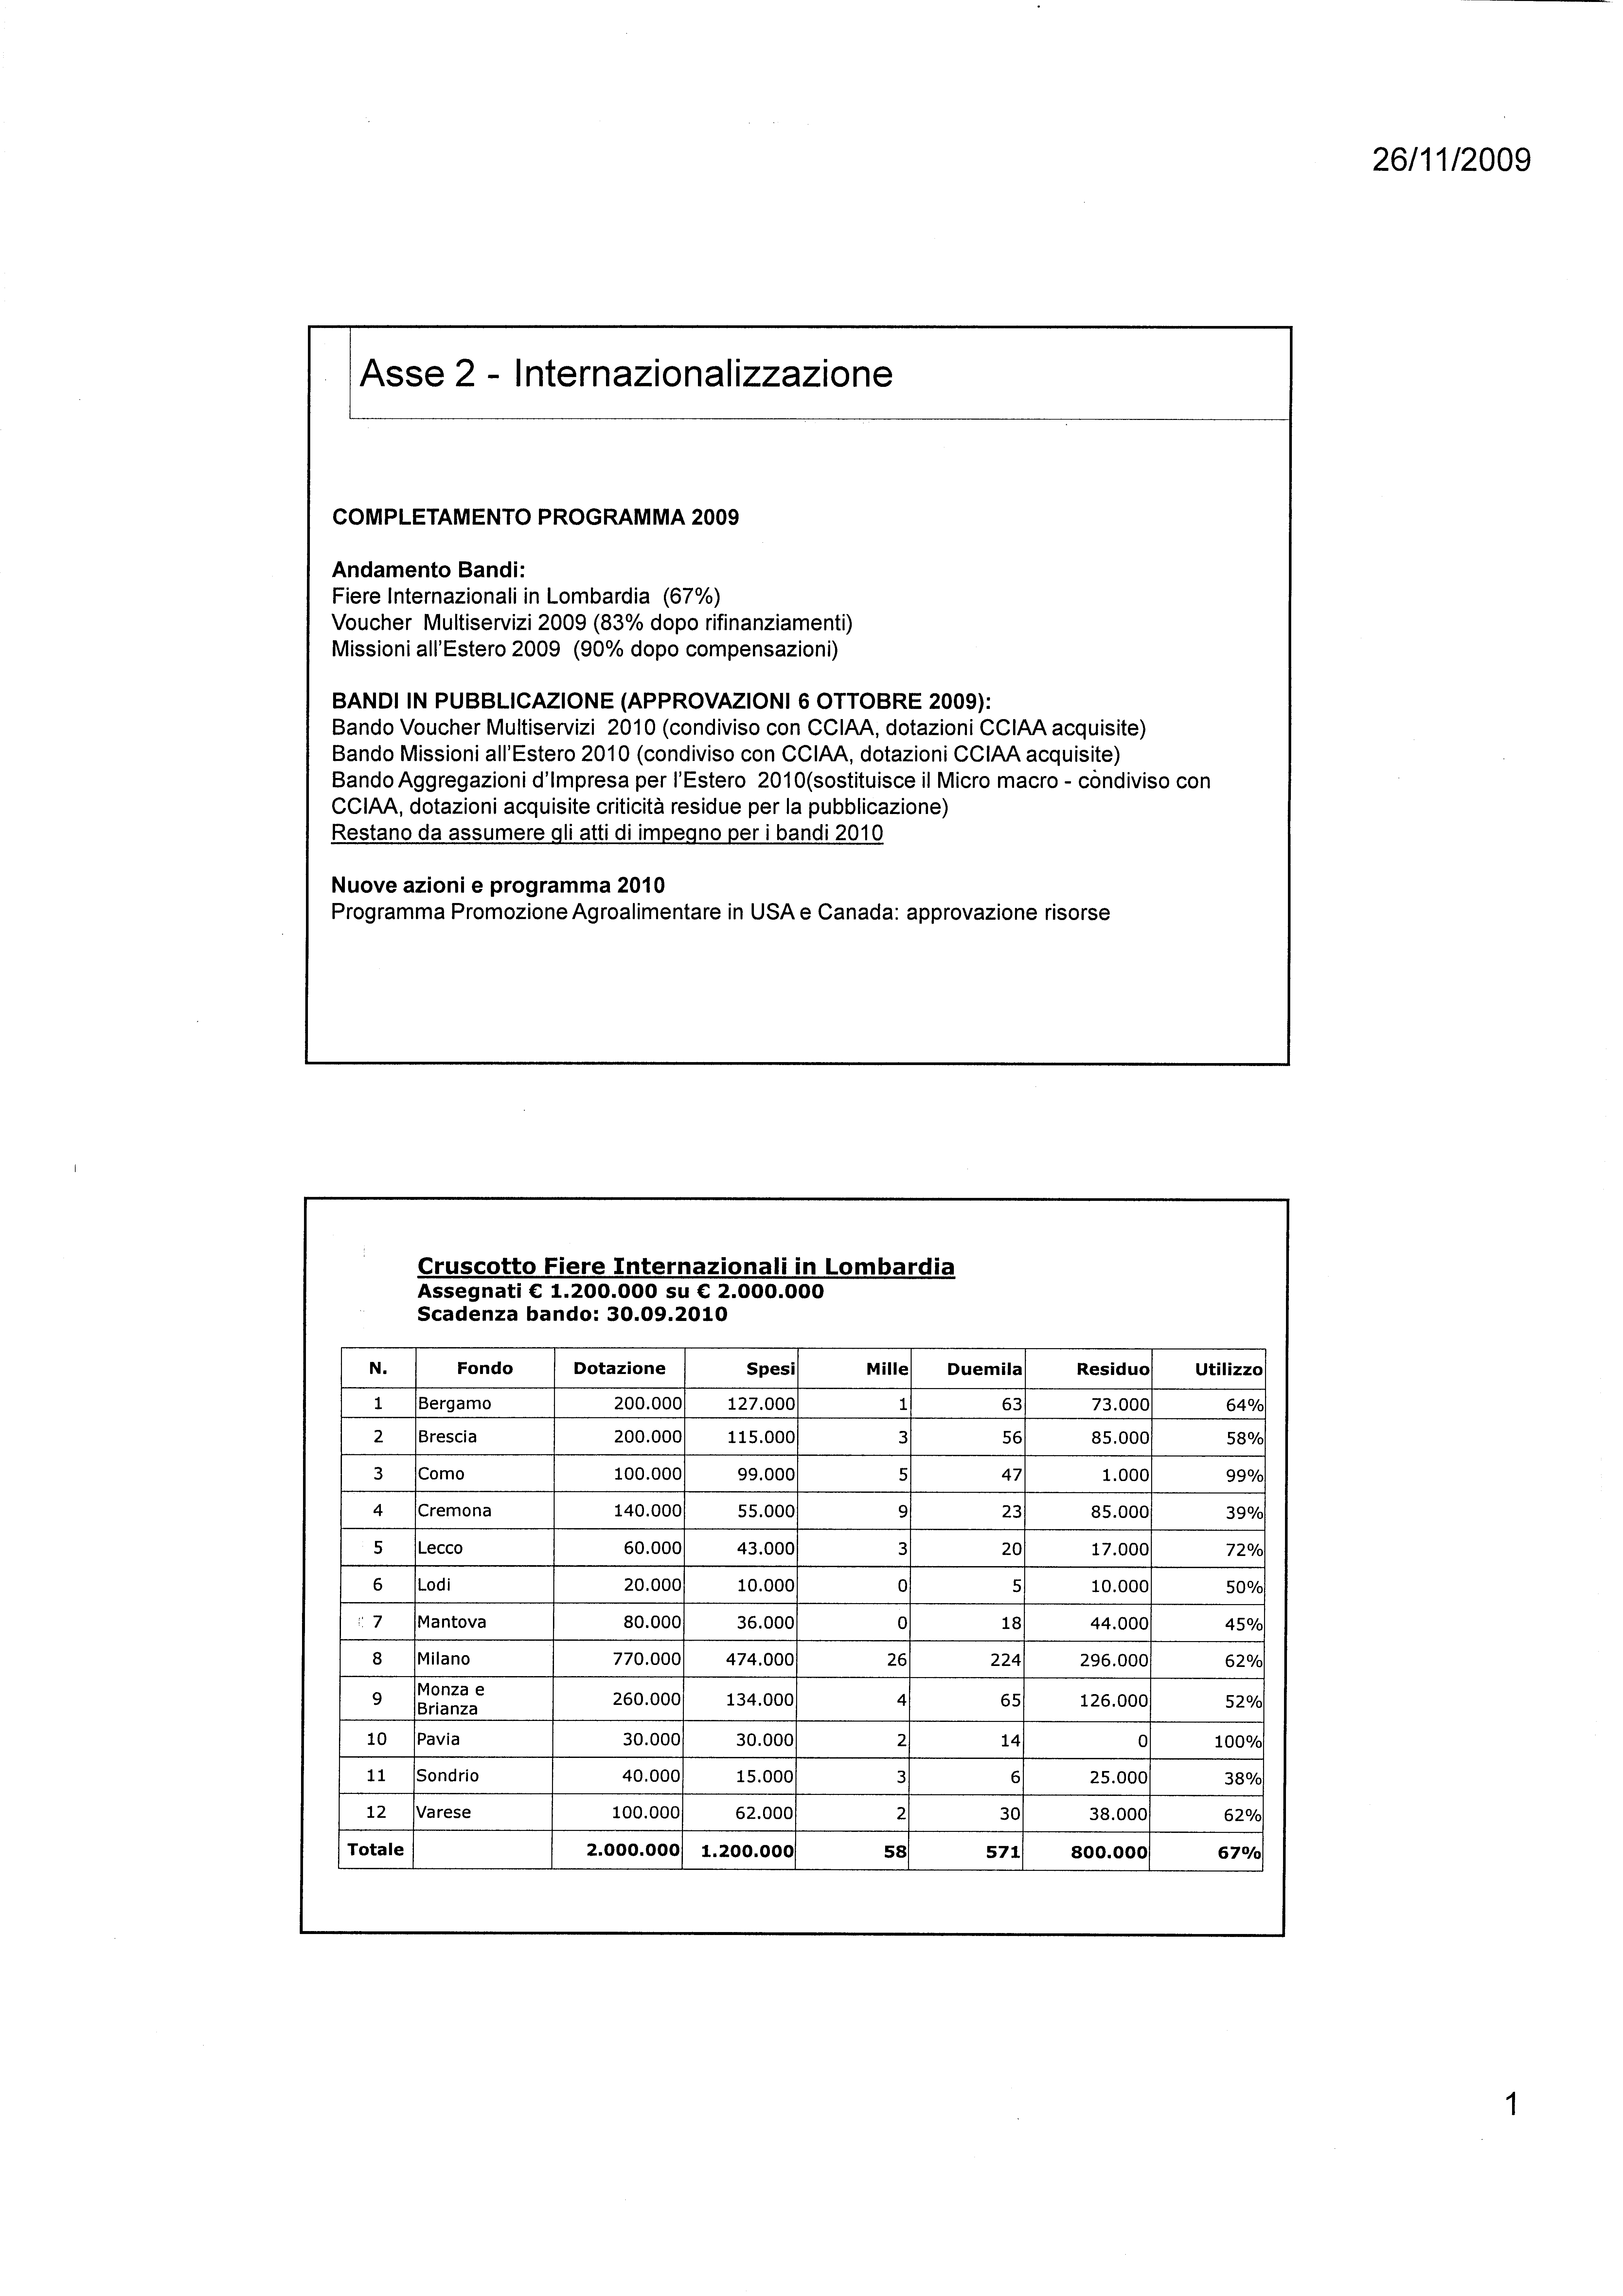 26/11/2009
Asse 2 - Internazionalizzazione
COMPLETAMENTO PROGRAMMA 2009
Andamento Bandi:
Fiere Internazionali in Lombardia (67%)
Voucher Multiservizi 2009 (83% dopo rifinanziamenti)
Missioni all'Estero 2009 (90% dopo compensazioni)
BANDI IN PUBBLICAZIONE (APPROVAZIONI 6 OTTOBRE 2009):
Bando Voucher Multiservizi 2010 (condiviso con CCIAA, dotazioni CCIAA acquisite)
Bando Missioni all'Estero 2010 (condiviso con CCIAA, dotazioni CCIAA acquisite)
Bando Aggregazioni d'Impresa per l'Estero 2010(sostituisce il Micro macro - condiviso con
CCIAA, dotazioni acquisite criticità residue per la pubblicazione)
Restano da assumere gli atti di impegno per i bandi 2010
Nuove azioni e programma 2010
Programma Promozione Agroalimentare in USA e Canada: approvazione risorse
Cruscotto Fiere Internazionali in Lombardia
Assegnati € 1.200.000 su € 2.000.000
Scadenza bando: 30.09.2010
N. Fondo Dotazione Spesi Mille Duemila Residuo Utilizzo
1 Bergamo 200.000 127.000 1 63 73.000 64%
2 Brescia 200.000 115.000 3 56 85.000 58%
3 Como 100.000 99.000 5 47 1.000 99%
4 Cremona 140.000 55.000 9 23 85.000 39%
5 Lecco 60.000 43.000 3 20 17.000 72%
6 Lodi 20.000 10.000 0 5 10.000 50%
7 Mantova 80.000 36.000 0 18 44.000 45%
8 Milano 770.000 474.000 26 224 296.000 62%
9 Monza e
Brianza 260.000 134.000 4 65 126.000 52%
10 Pavia 30.000 30.000 2 14 0 100%
11 Sondrio 40.000 15.000 3 6 25.000 38%
12 Varese 100.000 62.000 2 30 38.000 62%
Totale 2.000.000 1.200.000 58 571 800.000 67%
1